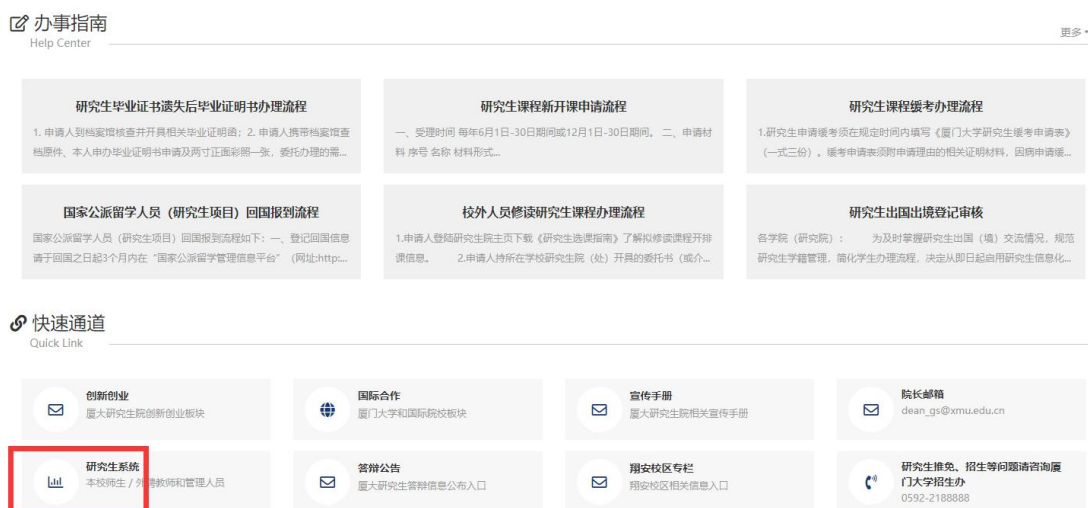 办事指南
Help Center
更多
研究生毕业证书遗失后毕业证明书办理流程
1. 申请人到档案馆核查并开具相关毕业证明函；2. 申请人携带档案馆查
档原件、本人申办毕业证明书申请及两寸正面彩照一张，委托办理的需...
研究生课程新开课申请流程
一、受理时间 每年6月1日-30日期间或12月1日-30日期间。 二、申请材
料 序号 名称 材料形式...
研究生课程缓考办理流程
1.研究生申请缓考须在规定时间内填写《厦门大学研究生缓考申请表》
（一式三份）。缓考申请表须附申请理由的相关证明材料，因病申请缓...
国家公派留学人员（研究生项目）回国报到流程
国家公派留学人员（研究生项目）回国报到流程如下：一、登记回国信息
请于回国之日起3个月内在“国家公派留学管理信息平台”（网址:http:...
校外人员修读研究生课程办理流程
1.申请人登陆研究生院主页下载《研究生选课指南》了解拟修读课程开排
课信息。 2.申请人持所在学校研究生院（处）开具的委托书（或介...
研究生出国出境登记审核
各学院（研究院）： 为及时掌握研究生出国（境）交流情况，规范
研究生学籍管理，简化学生办理流程，决定从即日起启用研究生信息化...
快速通道
Quick Link
创新创业
厦大研究生院创新创业板块
国际合作
厦门大学和国际院校板块
宣传手册
厦大研究生院相关宣传手册
院长邮箱
dean_gs@xmu.edu.cn
研究生系统
本校师生 / 外聘教师和管理人员
答辩公告
厦大研究生答辩信息公布入口
翔安校区专栏
翔安校区相关信息入口
研究生推免、招生等问题请咨询厦
门大学招生办
0592-2188888